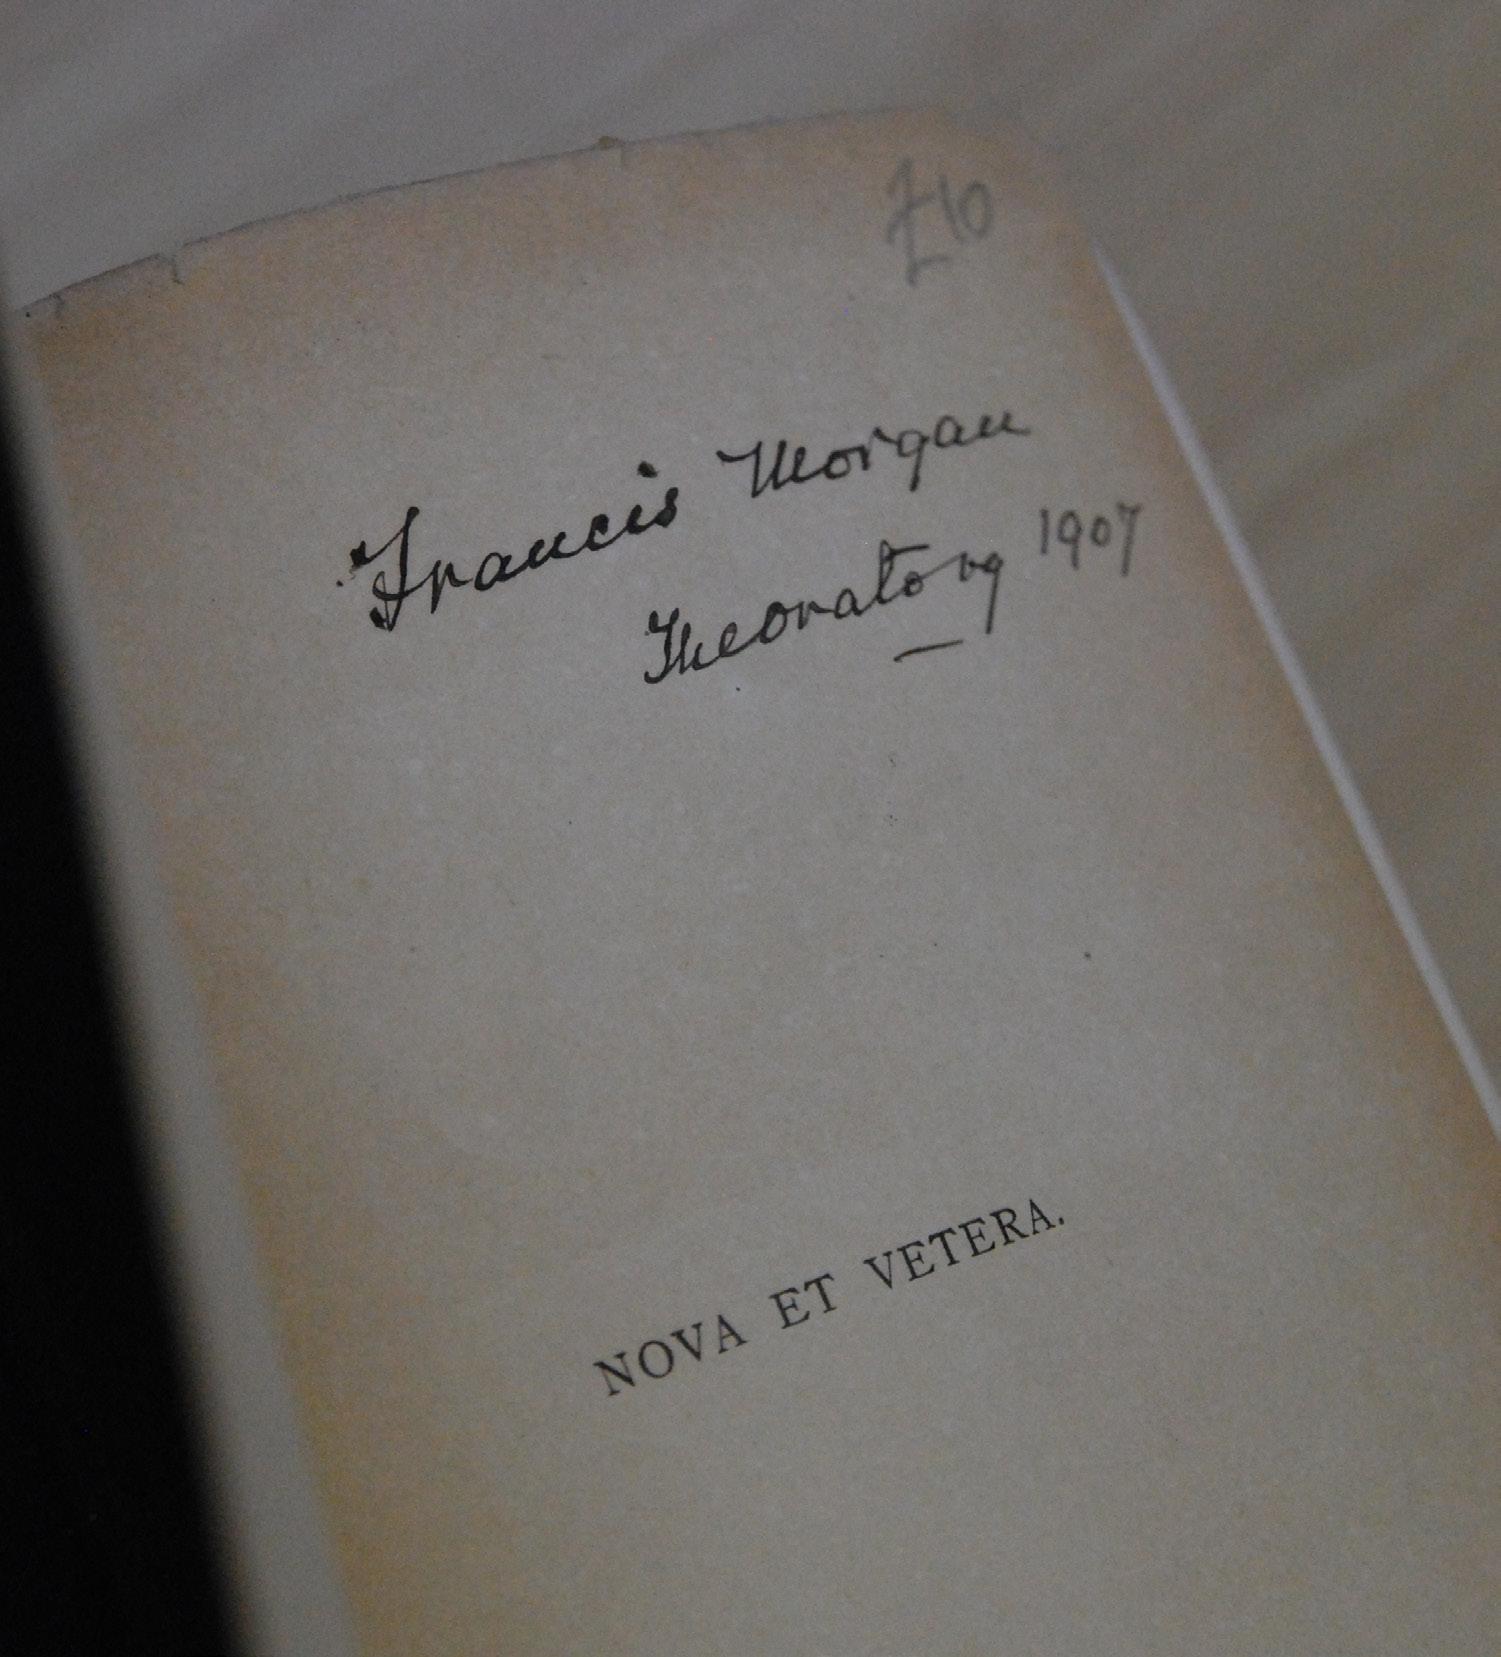 £10
Francis Morgan
The Oratory 1907
NOVA ET VETERA.